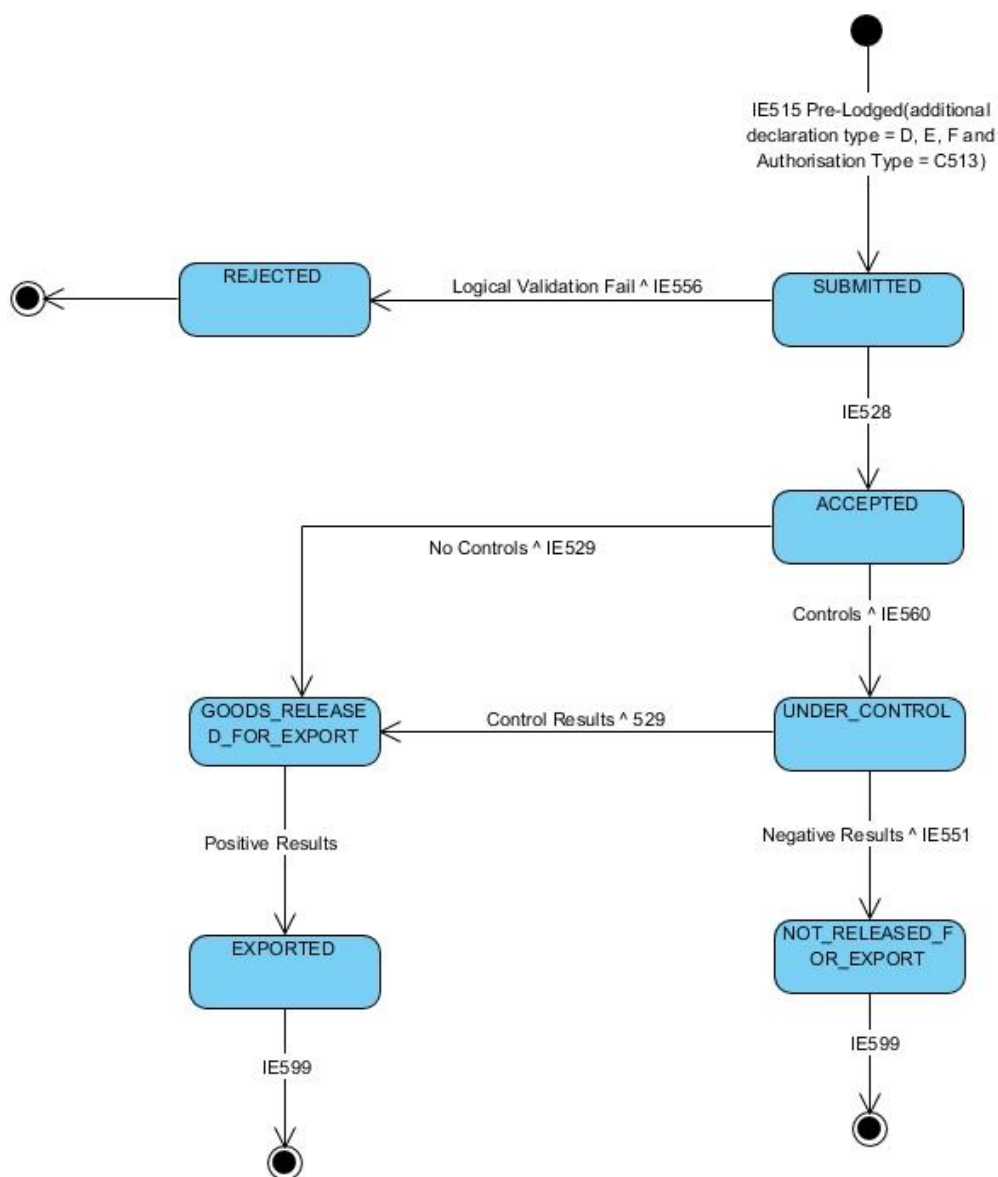 IE515 Pre-Lodged(additional
declaration type = D, E, F and
Authorisation Type = C513)
REJECTED
Logical Validation Fail ^ IE556
SUBMITTED
IE528
ACCEPTED
No Controls ^ IE529
Controls ^ IE560
GOODS_RELEASE
D_FOR_EXPORT
Control Results ^ 529
UNDER_CONTROL
Positive Results
Negative Results ^ IE551
EXPORTED
NOT_RELEASED_F
OR_EXPORT
IE599
IE599